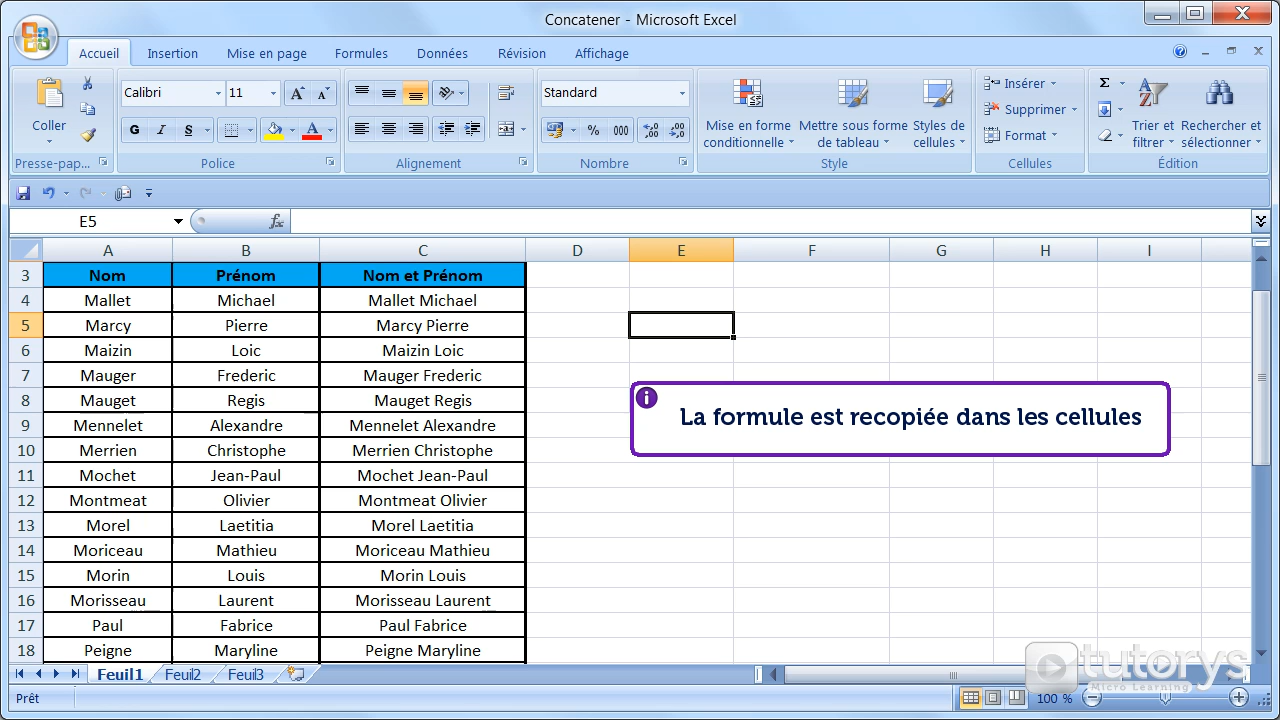 Concatener - Microsoft Excel
Accueil Insertion Mise en page Formules Données Révision Affichage
Coller
Presse-pap...
Calibri 11
G I S A
Police
Alignement
Standard
% 000
Nombre
Mise en forme conditionnelle
Mettre sous forme de tableau
Styles de cellules
Style
Insérer
Supprimer
Format
Cellules
Σ
Trier et filtrer
Rechercher et sélectionner
Édition
E5 fx
A B C D E F G H I
3 Nom Prénom Nom et Prénom
4 Mallet Michael Mallet Michael
5 Marcy Pierre Marcy Pierre
6 Maizin Loic Maizin Loic
7 Mauger Frederic Mauger Frederic
8 Mauget Regis Mauget Regis
9 Mennelet Alexandre Mennelet Alexandre
10 Merrien Christophe Merrien Christophe
11 Mochet Jean-Paul Mochet Jean-Paul
12 Montmeat Olivier Montmeat Olivier
13 Morel Laetitia Morel Laetitia
14 Moriceau Mathieu Moriceau Mathieu
15 Morin Louis Morin Louis
16 Morisseau Laurent Morisseau Laurent
17 Paul Fabrice Paul Fabrice
18 Peigne Maryline Peigne Maryline
La formule est recopiée dans les cellules
Feuil1 Feuil2 Feuil3
tutorys
Micro Learning
Prêt 100 %